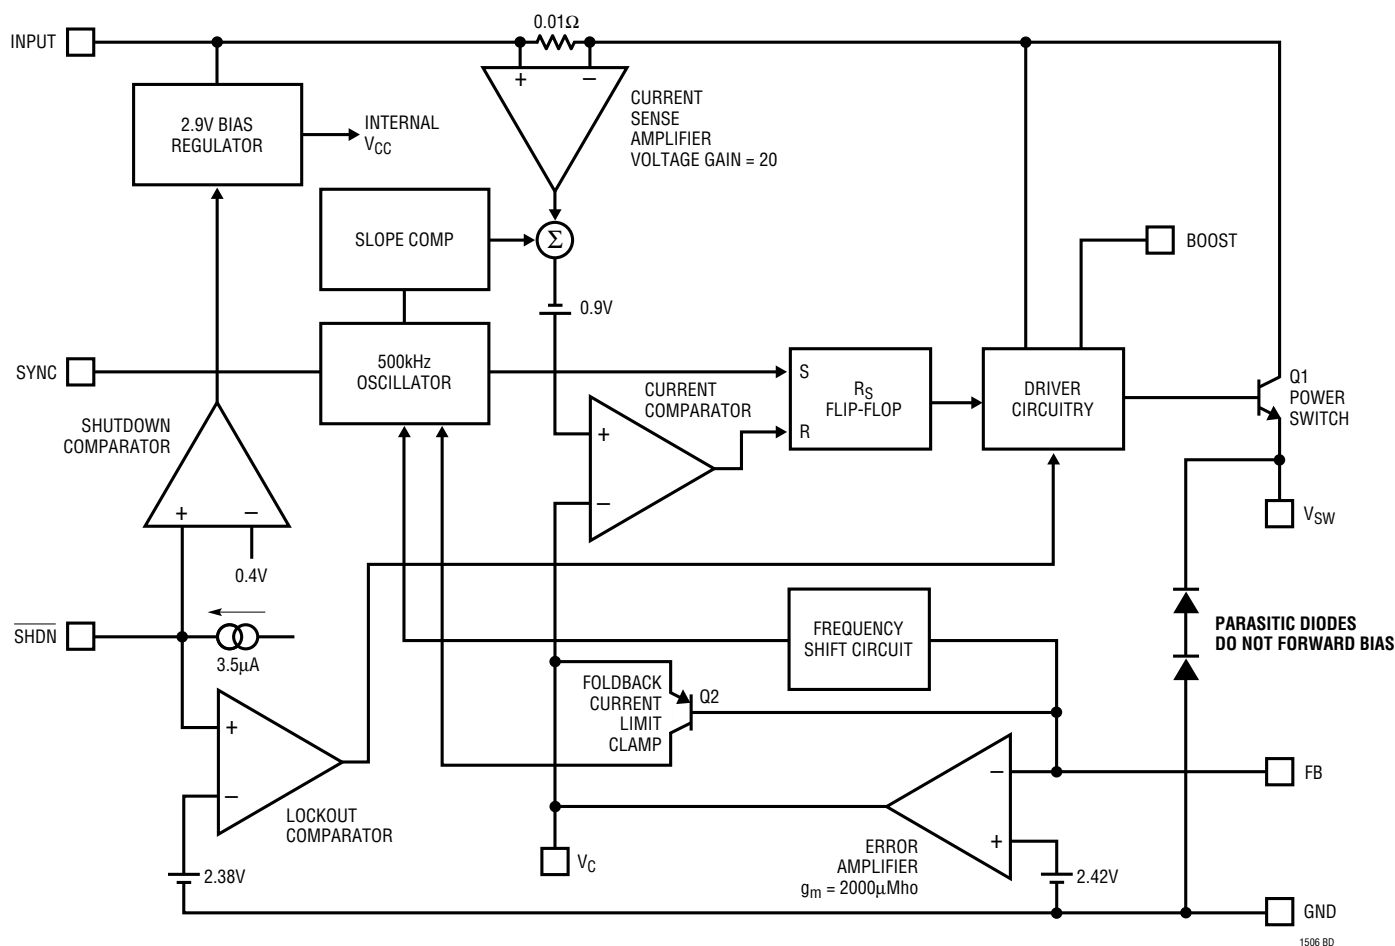 INPUT
0.01Ω
+
–
2.9V BIAS
REGULATOR
INTERNAL
VCC
CURRENT
SENSE
AMPLIFIER
VOLTAGE GAIN = 20
SLOPE COMP
Σ
BOOST
0.9V
SYNC
500kHz
OSCILLATOR
SHUTDOWN
COMPARATOR
+
–
0.4V
CURRENT
COMPARATOR
+
–
S
R
RS
FLIP-FLOP
DRIVER
CIRCUITRY
Q1
POWER
SWITCH
VSW
SHDN
3.5µA
FREQUENCY
SHIFT CIRCUIT
PARASITIC DIODES
DO NOT FORWARD BIAS
FOLDBACK
CURRENT
LIMIT
CLAMP
Q2
+
–
LOCKOUT
COMPARATOR
2.38V
–
+
FB
ERROR
AMPLIFIER
gm = 2000µMho
VC
2.42V
GND
1506 BD